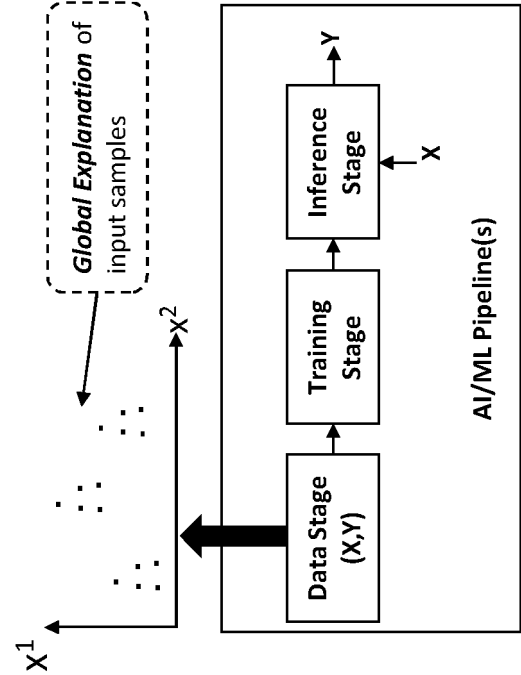 Global Explanation of
input samples
X1
X2
Data Stage
(X,Y)
Training
Stage
Inference
Stage
Y
X
AI/ML Pipeline(s)